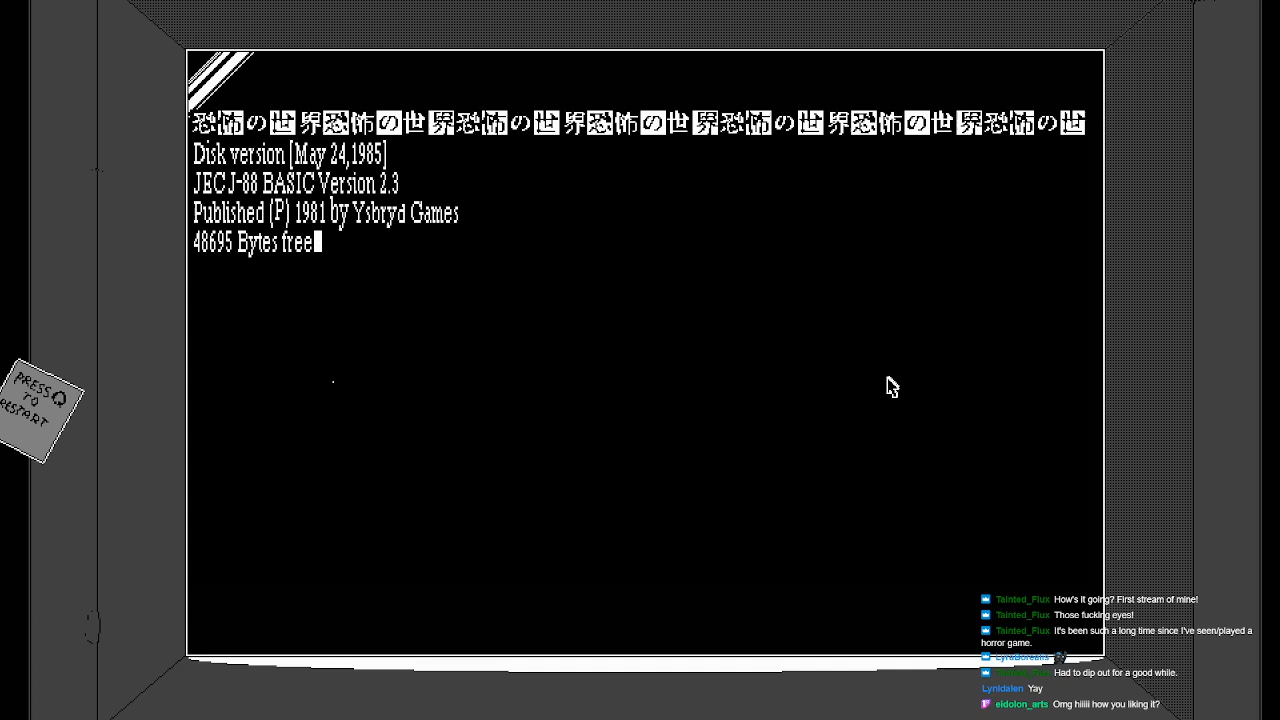 恐怖の世界恐怖の世界恐怖の世界恐怖の世界恐怖の世界恐怖の世界恐怖の世
Disk version [May 24,1985]
JECJ-88 BASIC Version 2.3
Published (P) 1981 by Ysbryd Games
48695 Bytes free
PRESS Q
TO
RESTART
Tainted_Flux How's it going? First stream of mine!
Tainted_Flux Those fucking eyes!
Tainted_Flux It's been such a long time since I've seen/played a
horror game.
Had to dip out for a good while.
Lynidalen Yay
eidolon_arts Omg hiiii how you liking it?